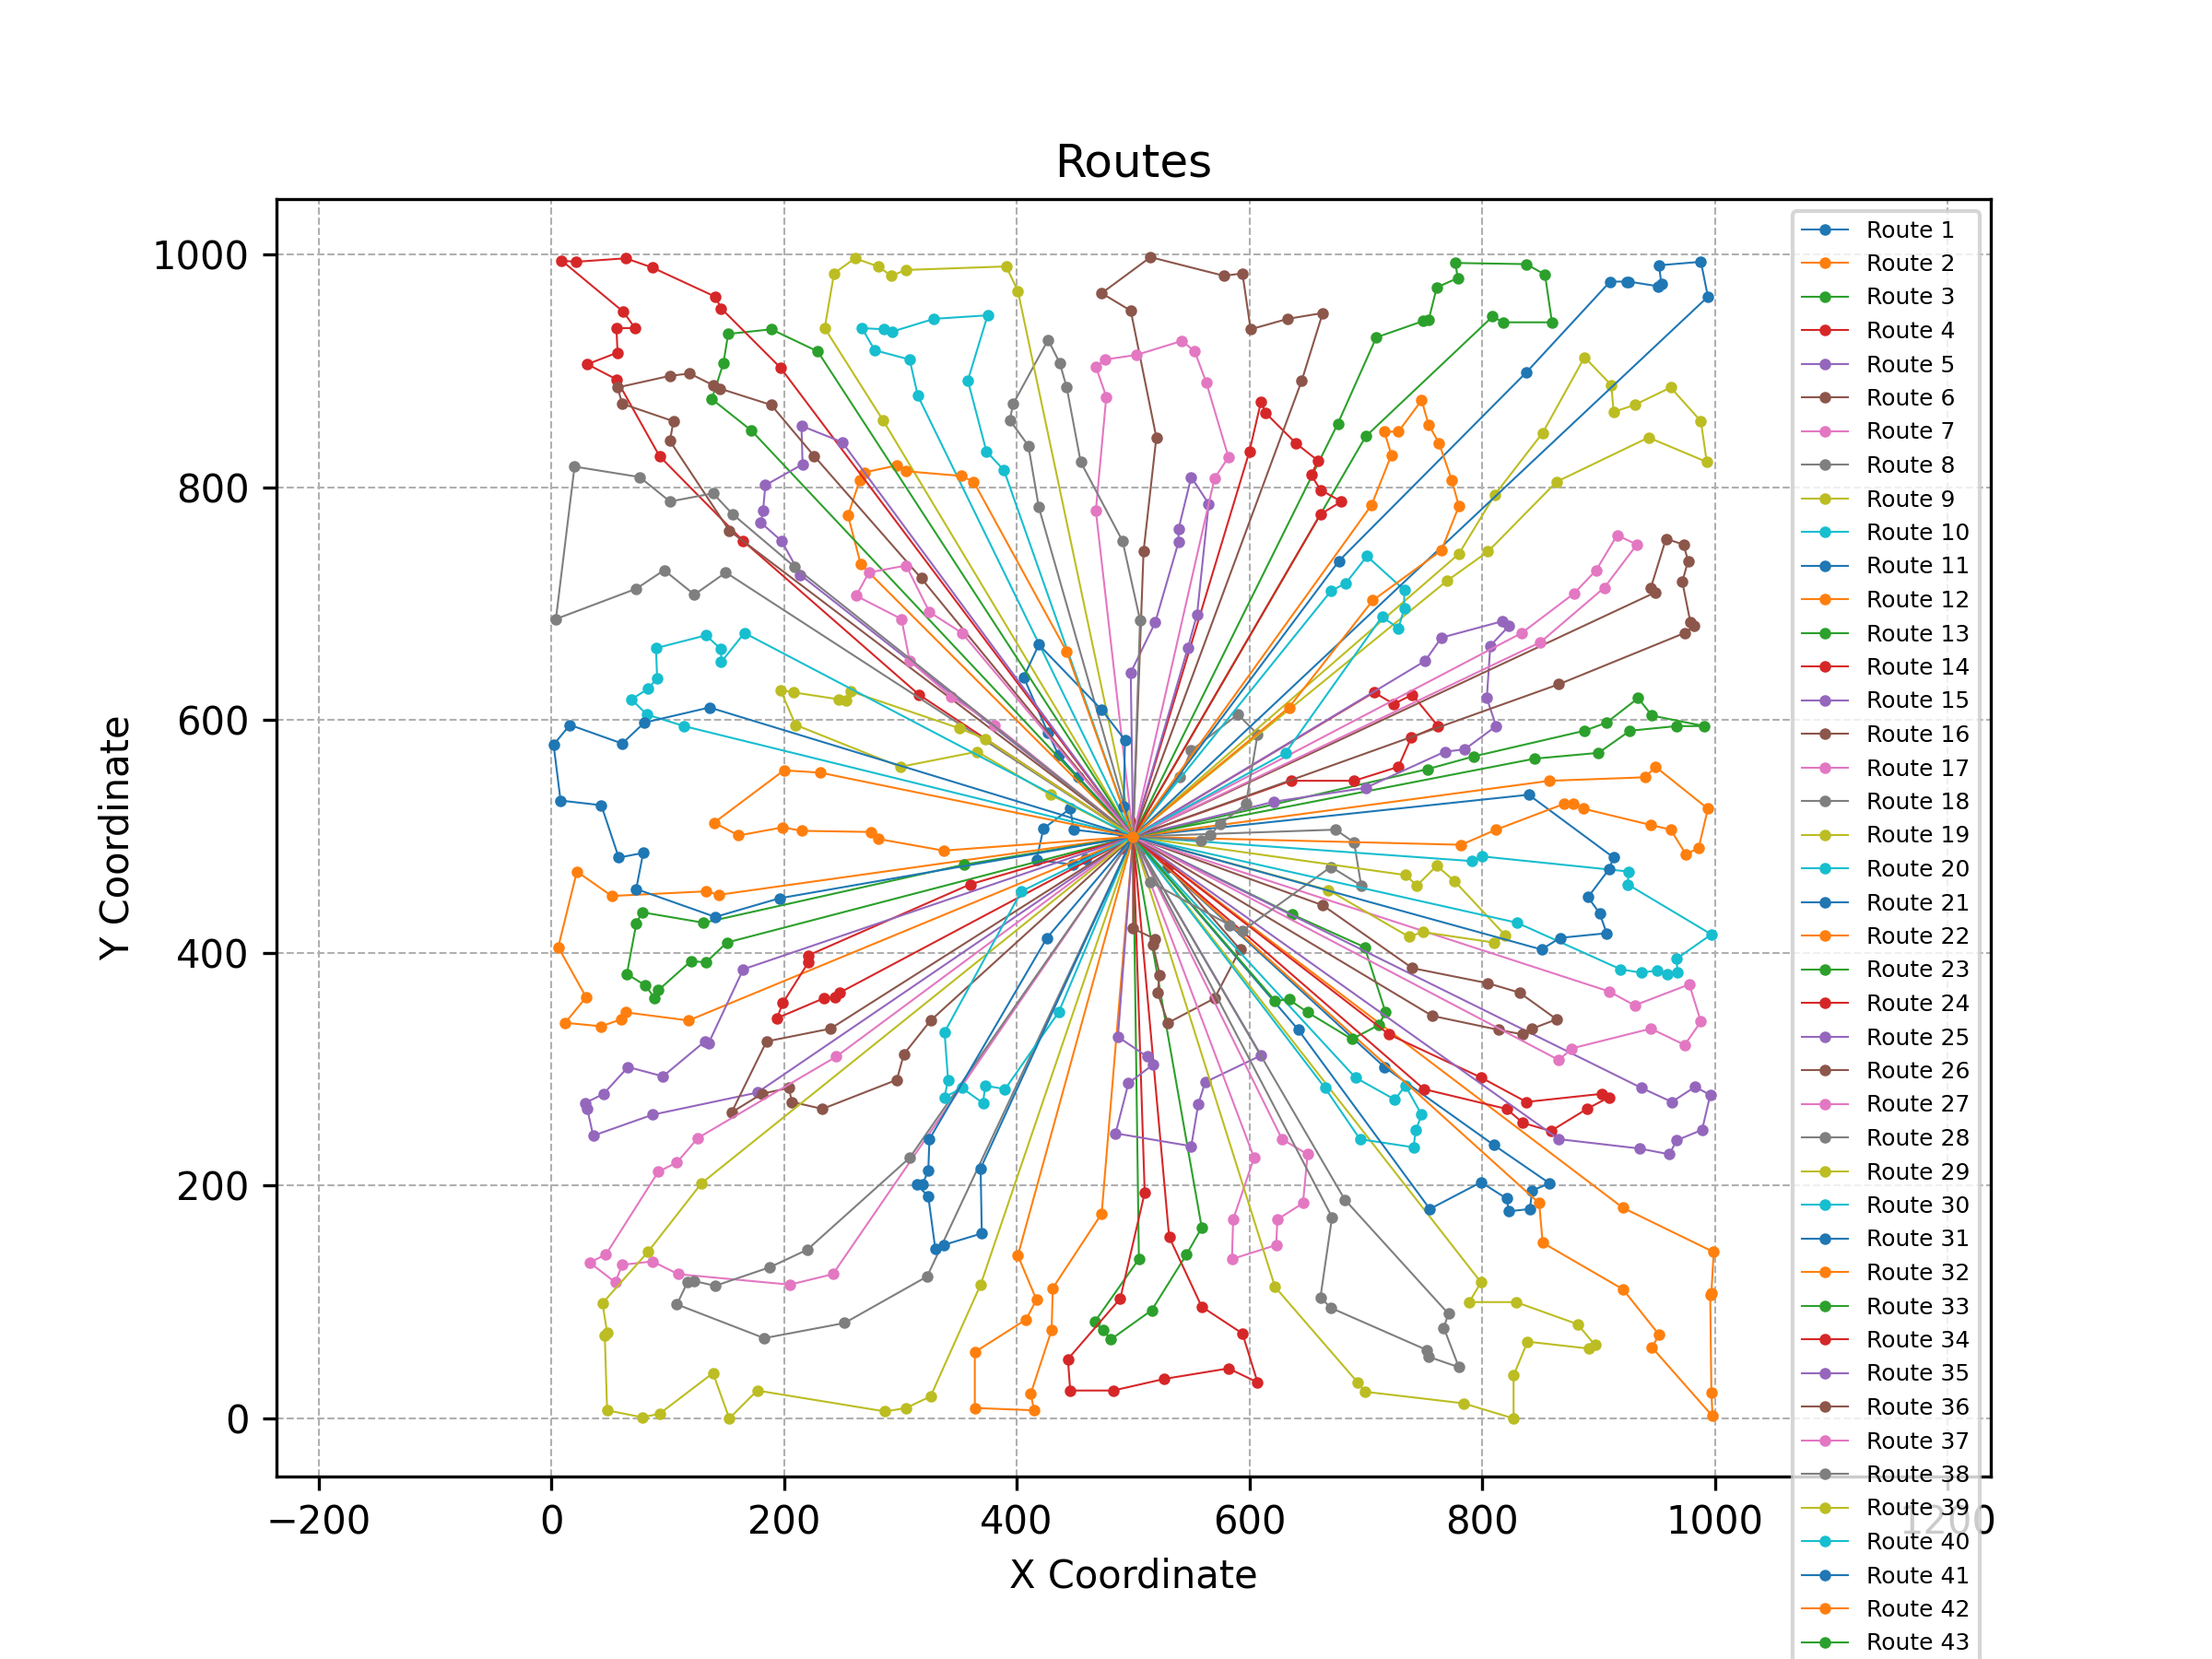 Routes
1000
800
600
400
200
0
Y Coordinate
−200
0
200
400
600
800
1000
1200
X Coordinate
Route 1
Route 2
Route 3
Route 4
Route 5
Route 6
Route 7
Route 8
Route 9
Route 10
Route 11
Route 12
Route 13
Route 14
Route 15
Route 16
Route 17
Route 18
Route 19
Route 20
Route 21
Route 22
Route 23
Route 24
Route 25
Route 26
Route 27
Route 28
Route 29
Route 30
Route 31
Route 32
Route 33
Route 34
Route 35
Route 36
Route 37
Route 38
Route 39
Route 40
Route 41
Route 42
Route 43